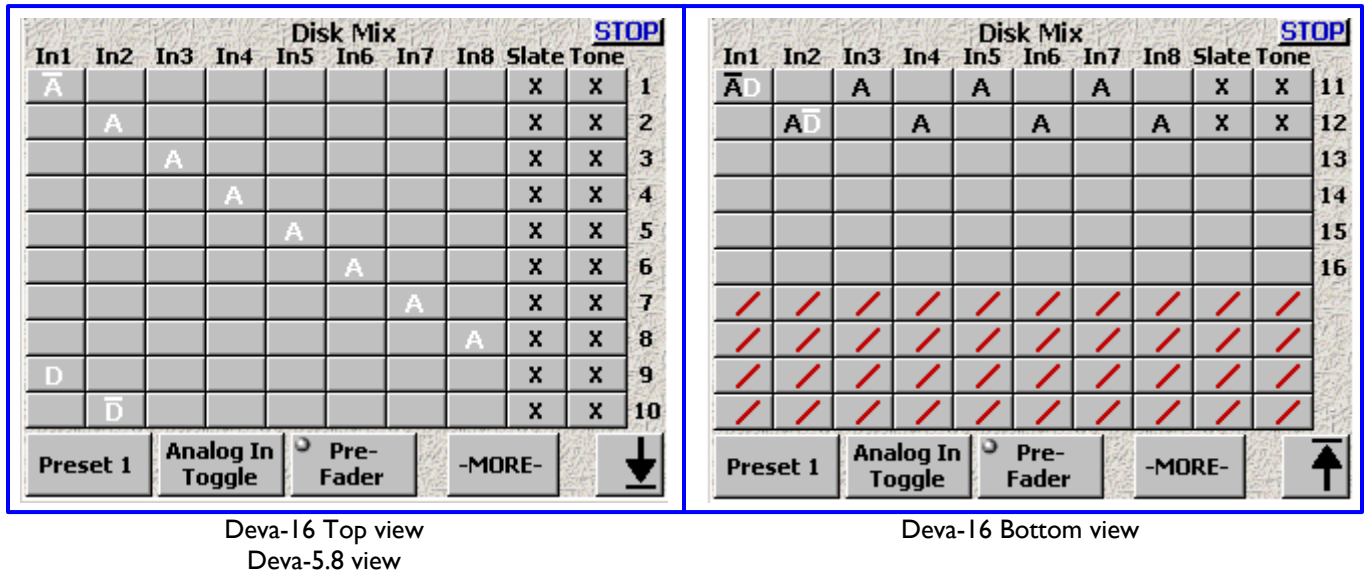 Disk Mix STOP
In1 In2 In3 In4 In5 In6 In7 In8 Slate Tone
A̅ X X 1
A X X 2
A X X 3
A X X 4
A X X 5
A X X 6
A X X 7
A X X 8
D X X 9
D̅ X X 10
Preset 1 Analog In Toggle Pre-Fader -MORE-
Disk Mix STOP
In1 In2 In3 In4 In5 In6 In7 In8 Slate Tone
A̅D A A A X X 11
AD̅ A A A X X 12
13
14
15
16
Preset 1 Analog In Toggle Pre-Fader -MORE-
Deva-16 Top view
Deva-5.8 view
Deva-16 Bottom view